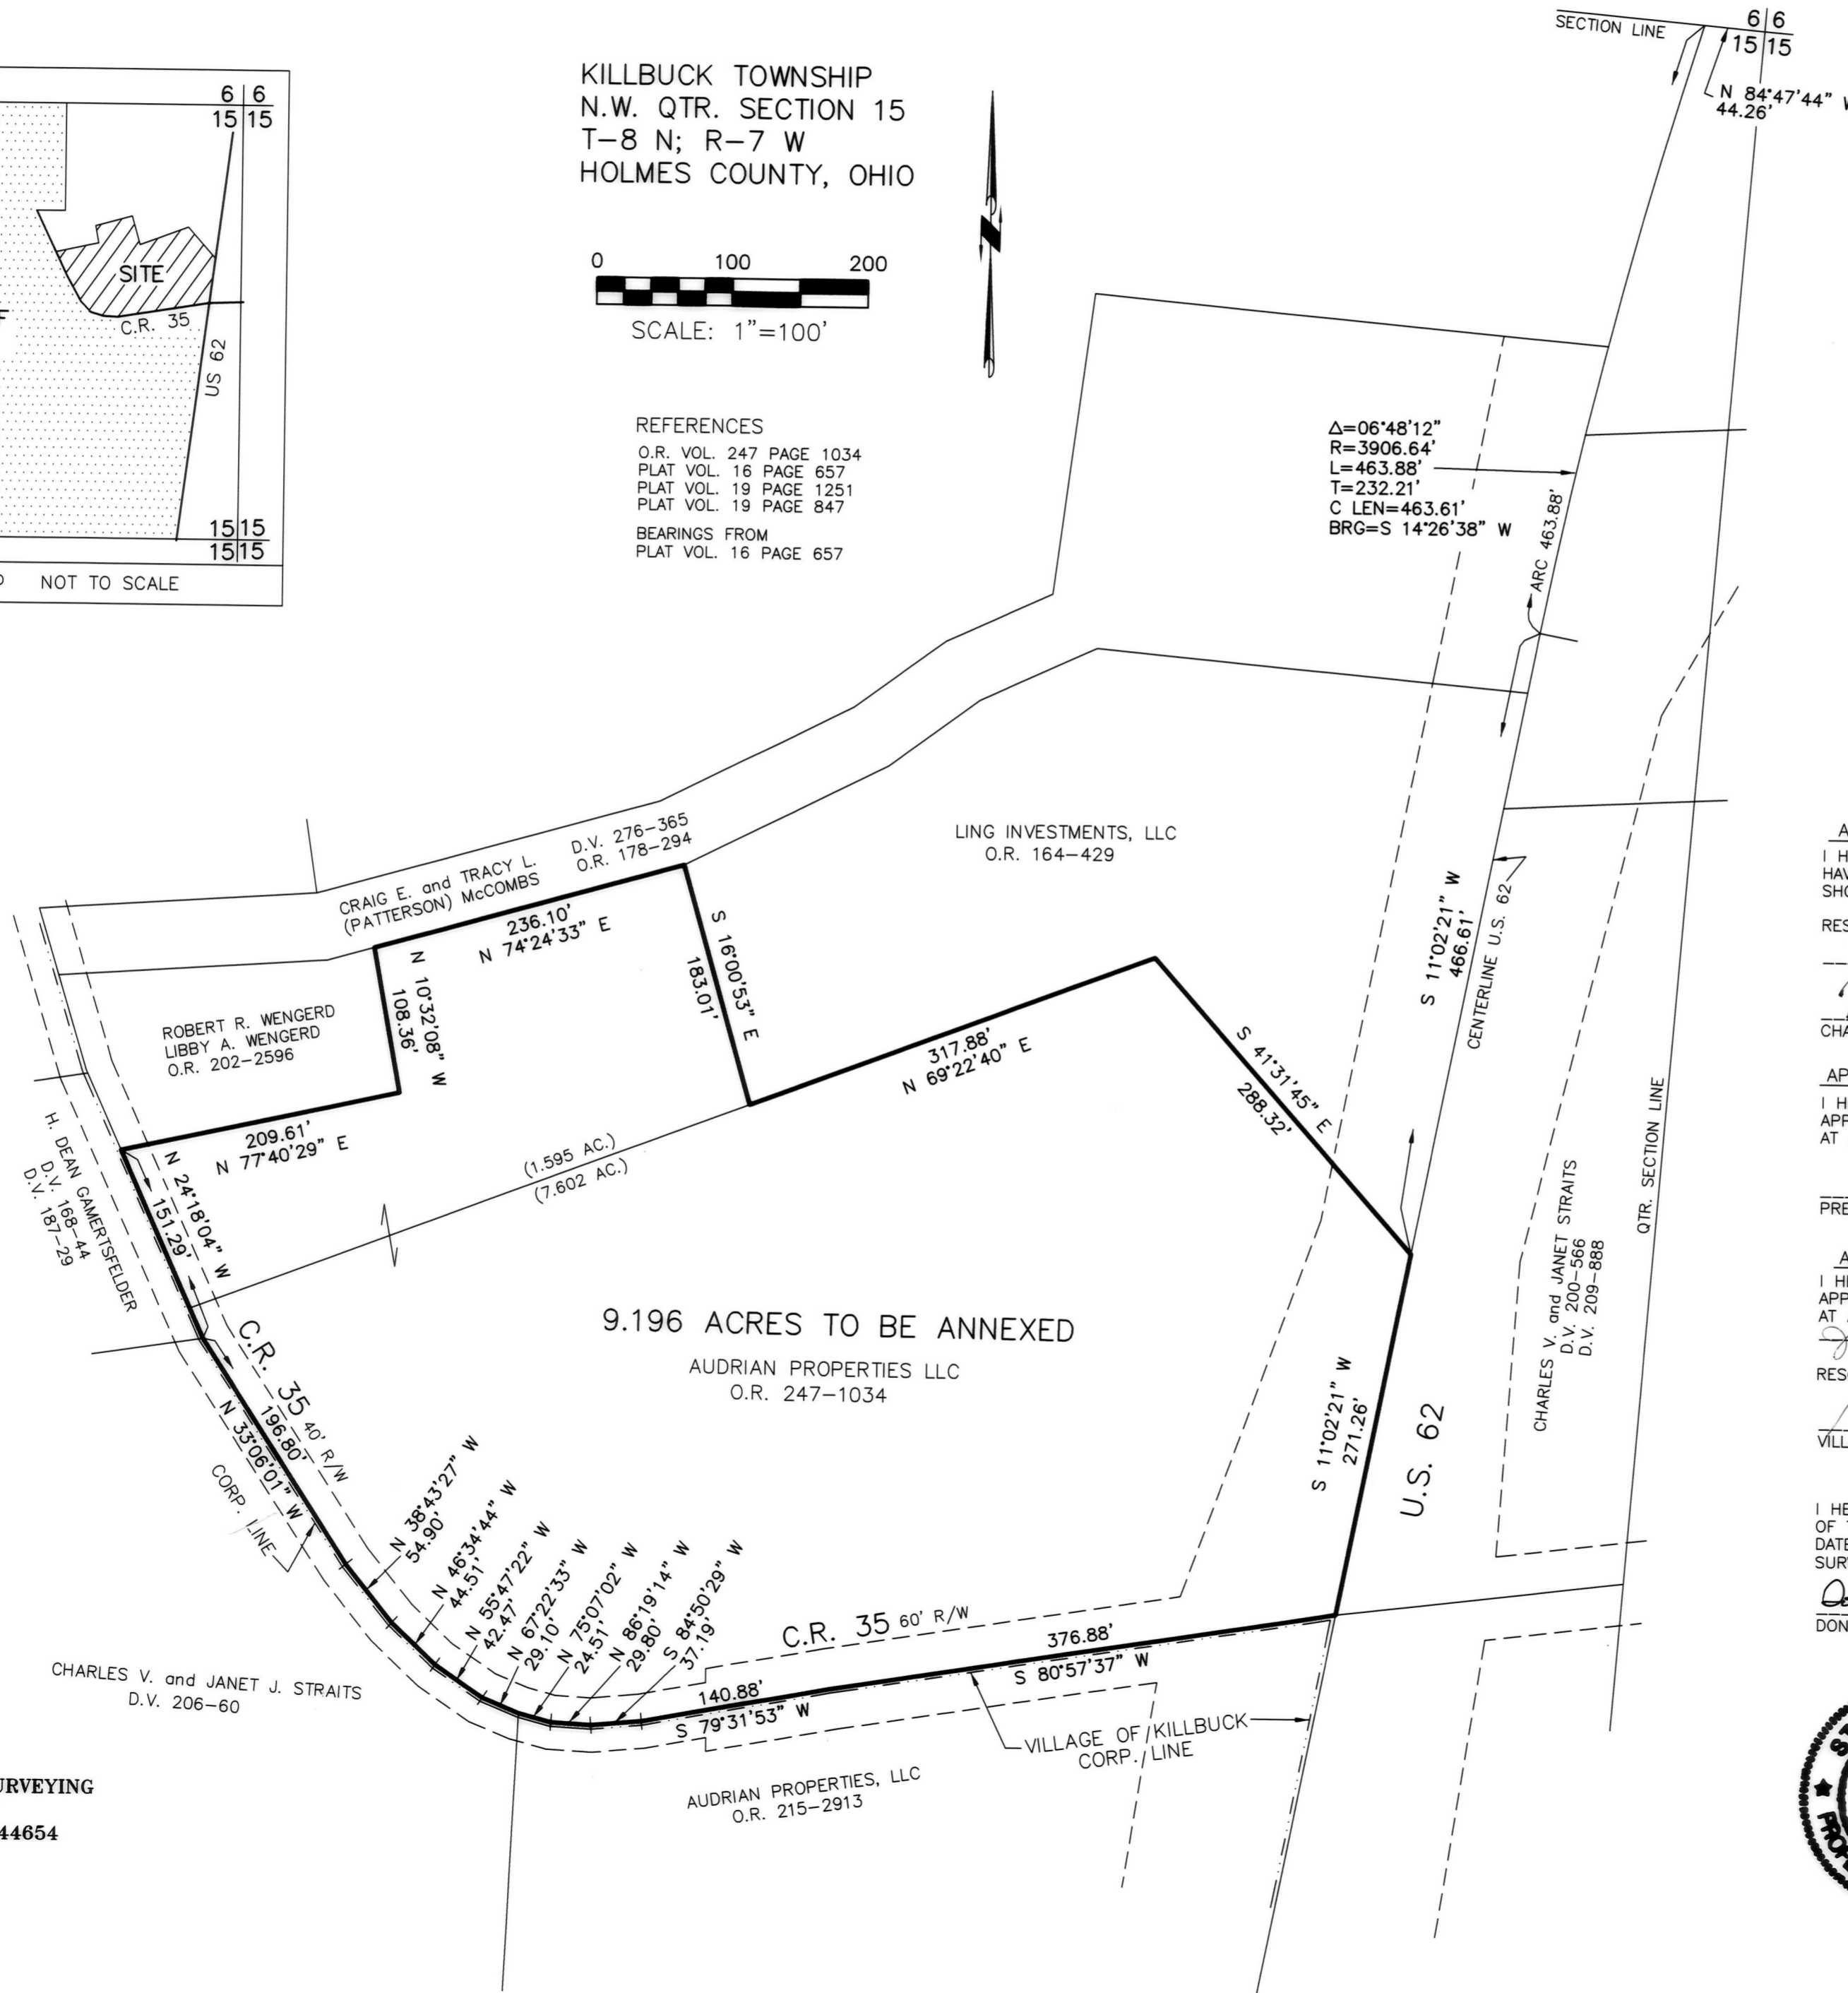 6 6
15 15
SITE
C.R. 35
US 62
15 15
15 15
NOT TO SCALE
KILLBUCK TOWNSHIP
N.W. QTR. SECTION 15
T-8 N; R-7 W
HOLMES COUNTY, OHIO
0 100 200
SCALE: 1"=100'
REFERENCES
O.R. VOL. 247 PAGE 1034
PLAT VOL. 16 PAGE 657
PLAT VOL. 19 PAGE 1251
PLAT VOL. 19 PAGE 847
BEARINGS FROM
PLAT VOL. 16 PAGE 657
SECTION LINE
6 6
15 15
N 84°47'44" W
44.26'
Δ=06°48'12"
R=3906.64'
L=463.88'
T=232.21'
C LEN=463.61'
BRG=S 14°26'38" W
ARC 463.88'
S 11°02'21" W
466.61'
CENTERLINE U.S. 62
QTR. SECTION LINE
LING INVESTMENTS, LLC
O.R. 164-429
CRAIG E. and TRACY L.
(PATTERSON) McCOMBS
D.V. 276-365
O.R. 178-294
236.10'
N 74°24'33" E
N 10°32'08" W
108.36'
S 16°00'53" E
183.01'
317.88'
N 69°22'40" E
S 41°31'45" E
288.32'
ROBERT R. WENGERD
LIBBY A. WENGERD
O.R. 202-2596
209.61'
N 77°40'29" E
H. DEAN GAMERTSFELDER
D.V. 168-44
D.V. 187-29
N 24°18'04" W
151.29'
(1.595 AC.)
(7.602 AC.)
9.196 ACRES TO BE ANNEXED
AUDRIAN PROPERTIES LLC
O.R. 247-1034
CHARLES V. and JANET STRAITS
D.V. 200-566
D.V. 209-888
S 11°02'21" W
271.26'
U.S. 62
C.R. 35 40' R/W
196.80'
N 33°06'01" W
CORP. LINE
N 38°43'27" W
54.90'
N 46°34'44" W
44.51'
N 55°47'22" W
42.47'
N 67°22'33" W
29.10'
N 75°07'02" W
24.51'
N 86°19'14" W
29.80'
S 84°50'29" W
37.19'
C.R. 35 60' R/W
140.88'
S 79°31'53" W
376.88'
S 80°57'37" W
VILLAGE OF KILLBUCK
CORP. LINE
CHARLES V. and JANET J. STRAITS
D.V. 206-60
AUDRIAN PROPERTIES, LLC
O.R. 215-2913
44654